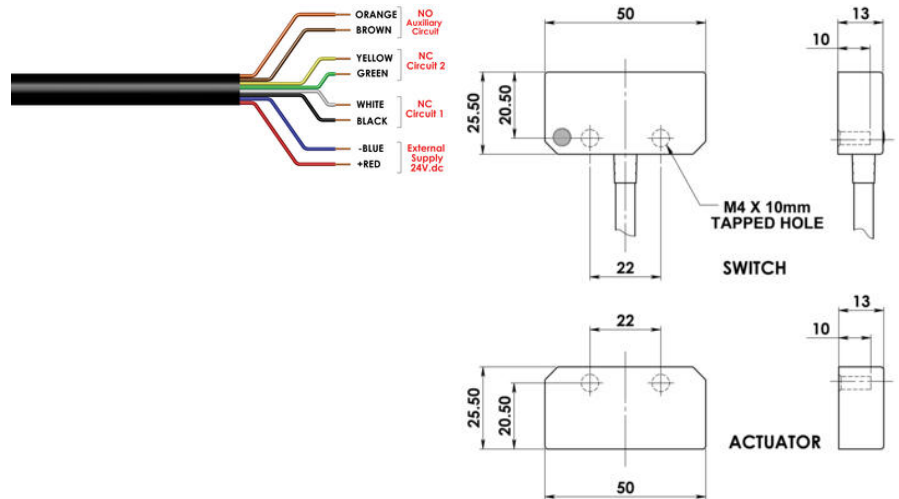 ORANGE
BROWN
NO
Auxiliary
Circuit
YELLOW
GREEN
NC
Circuit 2
WHITE
BLACK
NC
Circuit 1
-BLUE
+RED
External
Supply
24V.dc
50
13
10
25.50
20.50
M4 X 10mm
TAPPED HOLE
22
SWITCH
22
13
10
25.50
20.50
ACTUATOR
50